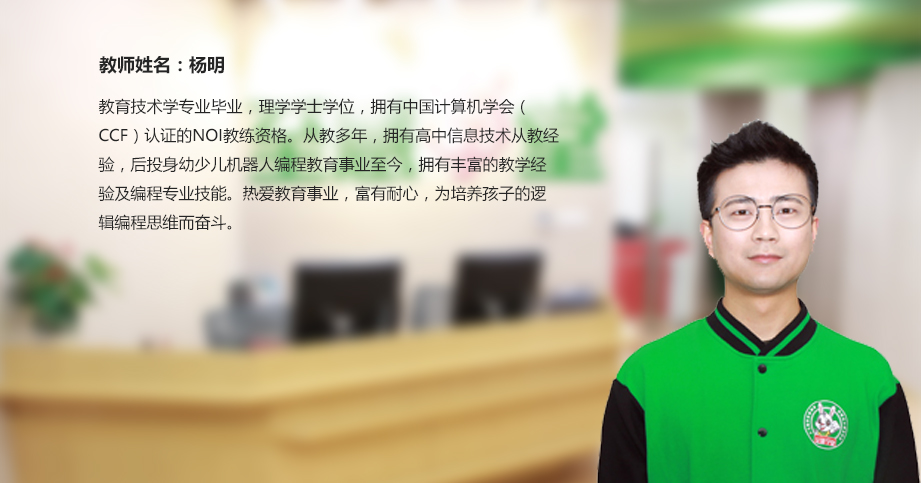 教师姓名：杨明
教育技术学专业毕业，理学学士学位，拥有中国计算机学会（
CCF）认证的NOI教练资格。从教多年，拥有高中信息技术从教经
验，后投身幼少儿机器人编程教育事业至今，拥有丰富的教学经
验及编程专业技能。热爱教育事业，富有耐心，为培养孩子的逻
辑编程思维而奋斗。